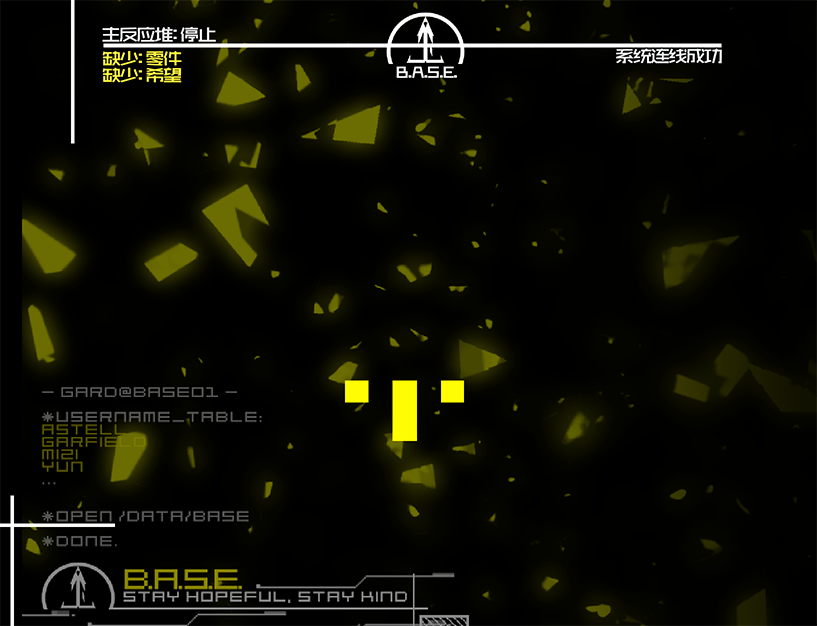 主反应堆: 停止
缺少: 零件
缺少: 希望
B.A.S.E.
系统连线成功
— GARD@BASE01 —
*USERNAME_TABLE:
ASTELL
GARFIELD
MIZI
YUN
...
*OPEN /DATA/BASE
*DONE.
B.A.S.E.
STAY HOPEFUL, STAY KIND